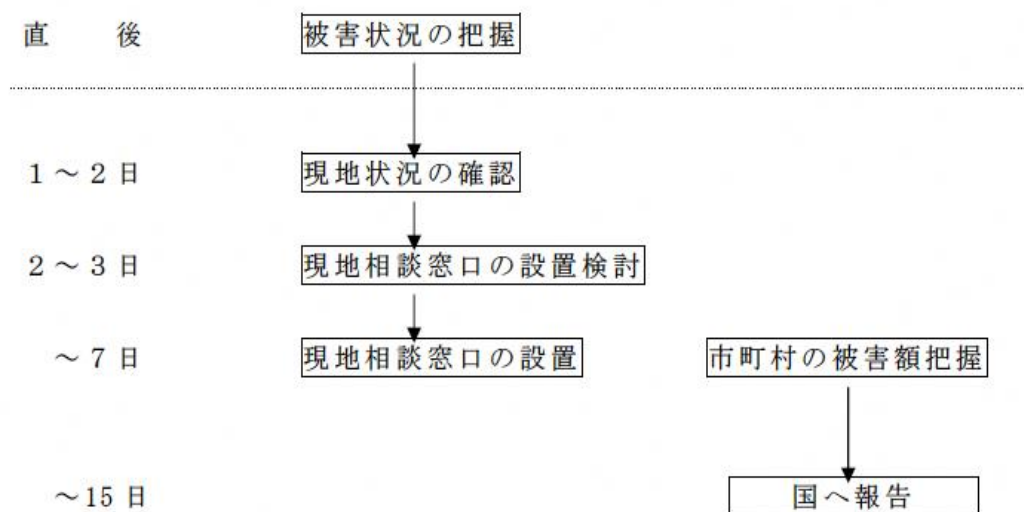 直　　後　　被害状況の把握
1～2日　　現地状況の確認
2～3日　　現地相談窓口の設置検討
～7日　　現地相談窓口の設置　　市町村の被害額把握
～15日　　国へ報告